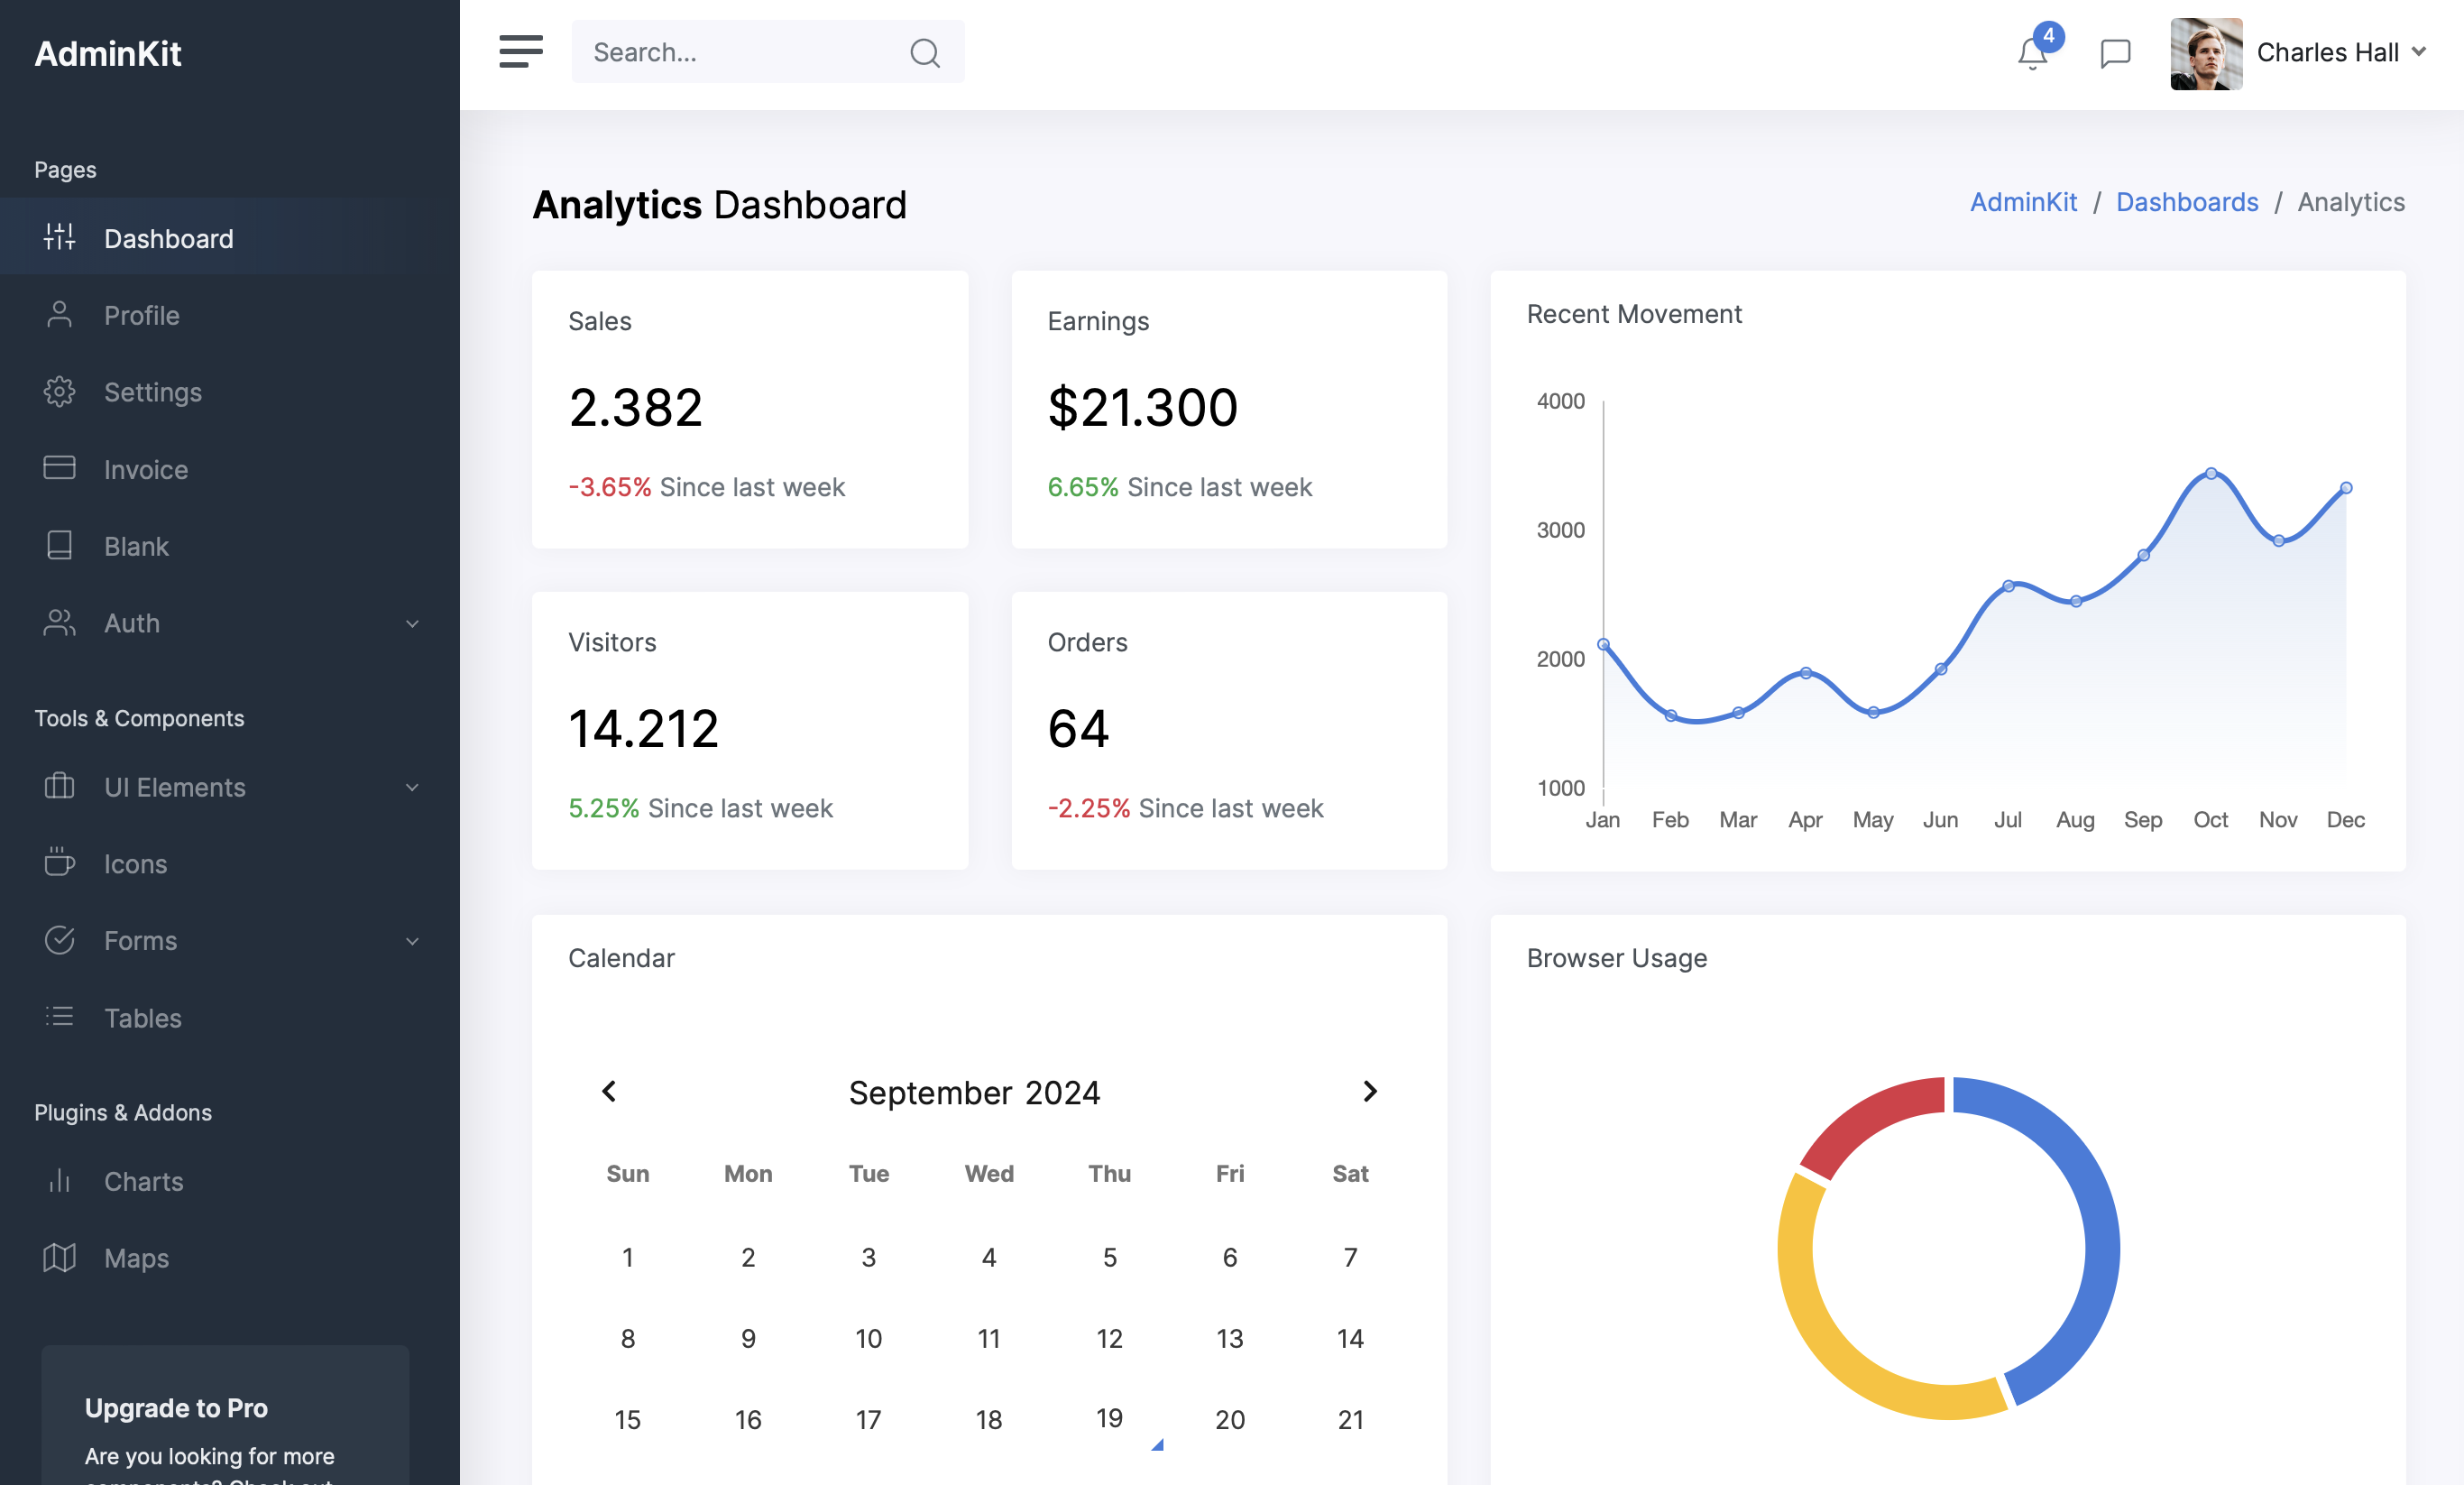 AdminKit
Pages
Dashboard
Profile
Settings
Invoice
Blank
Auth
Tools & Components
UI Elements
Icons
Forms
Tables
Plugins & Addons
Charts
Maps
Upgrade to Pro
Are you looking for more
components? Check out
Search...
4
Charles Hall
Analytics Dashboard
AdminKit / Dashboards / Analytics
Sales
2.382
-3.65% Since last week
Earnings
$21.300
6.65% Since last week
Visitors
14.212
5.25% Since last week
Orders
64
-2.25% Since last week
Recent Movement
4000
3000
2000
1000
Jan Feb Mar Apr May Jun Jul Aug Sep Oct Nov Dec
Calendar
September 2024
Sun Mon Tue Wed Thu Fri Sat
1 2 3 4 5 6 7
8 9 10 11 12 13 14
15 16 17 18 19 20 21
Browser Usage